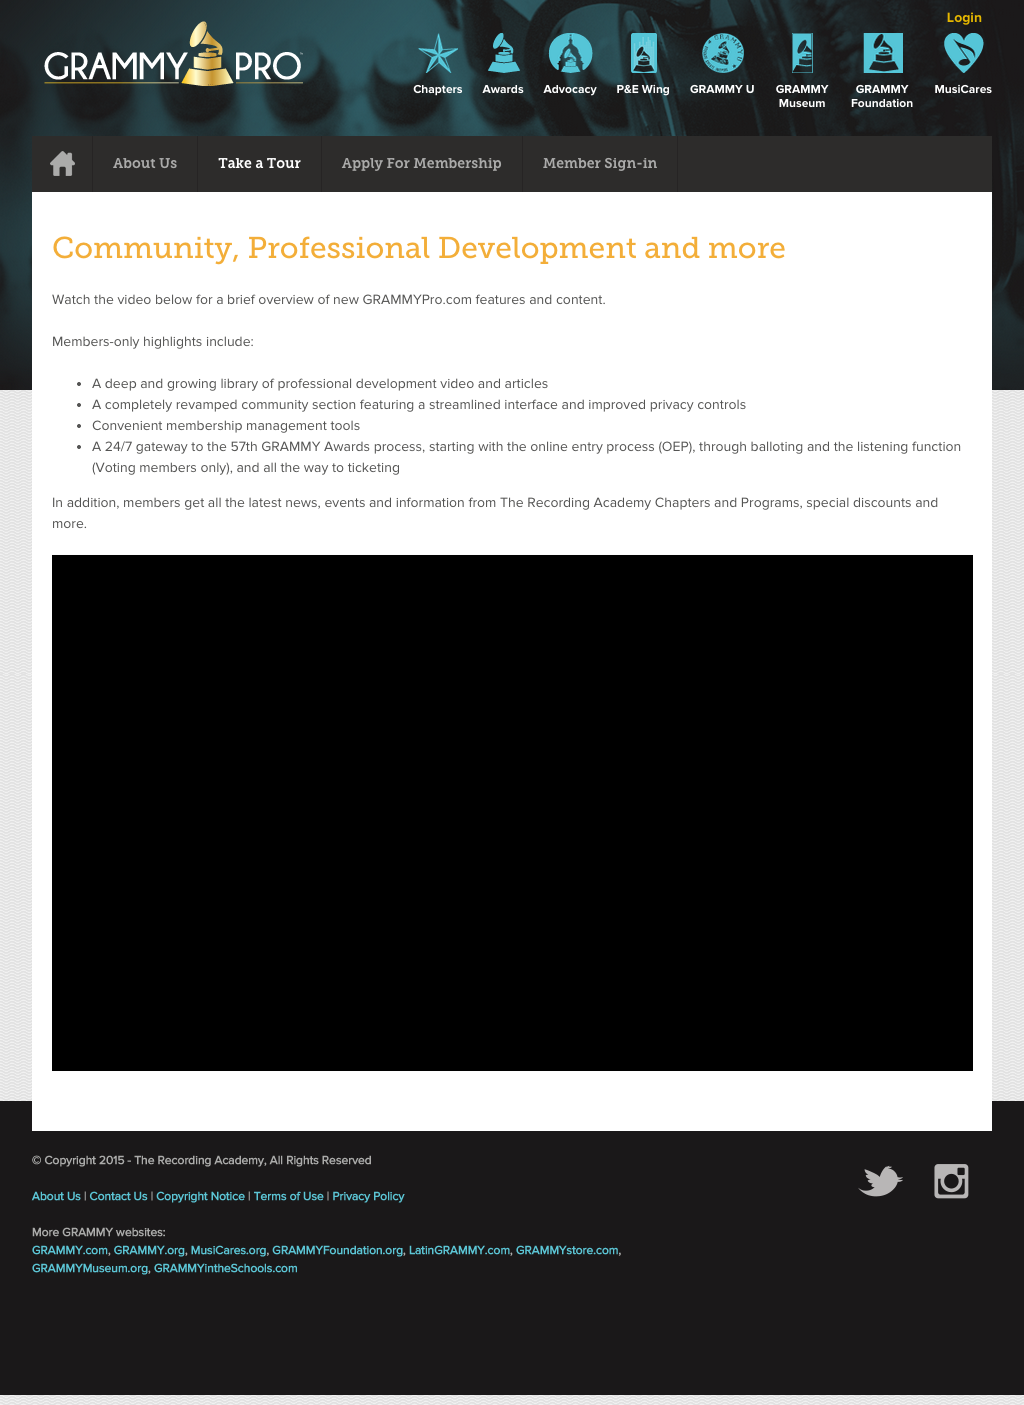 Login
GRAMMY PRO
Chapters
Awards
Advocacy
P&E Wing
GRAMMY U
GRAMMY
Museum
GRAMMY
Foundation
MusiCares
About Us
Take a Tour
Apply For Membership
Member Sign-in
Community, Professional Development and more
Watch the video below for a brief overview of new GRAMMYPro.com features and content.
Members-only highlights include:
• A deep and growing library of professional development video and articles
• A completely revamped community section featuring a streamlined interface and improved privacy controls
• Convenient membership management tools
• A 24/7 gateway to the 57th GRAMMY Awards process, starting with the online entry process (OEP), through balloting and the listening function
(Voting members only), and all the way to ticketing
In addition, members get all the latest news, events and information from The Recording Academy Chapters and Programs, special discounts and
more.
© Copyright 2015 - The Recording Academy, All Rights Reserved
About Us | Contact Us | Copyright Notice | Terms of Use | Privacy Policy
More GRAMMY websites:
GRAMMY.com, GRAMMY.org, MusiCares.org, GRAMMYFoundation.org, LatinGRAMMY.com, GRAMMYstore.com,
GRAMMYMuseum.org, GRAMMYintheSchools.com